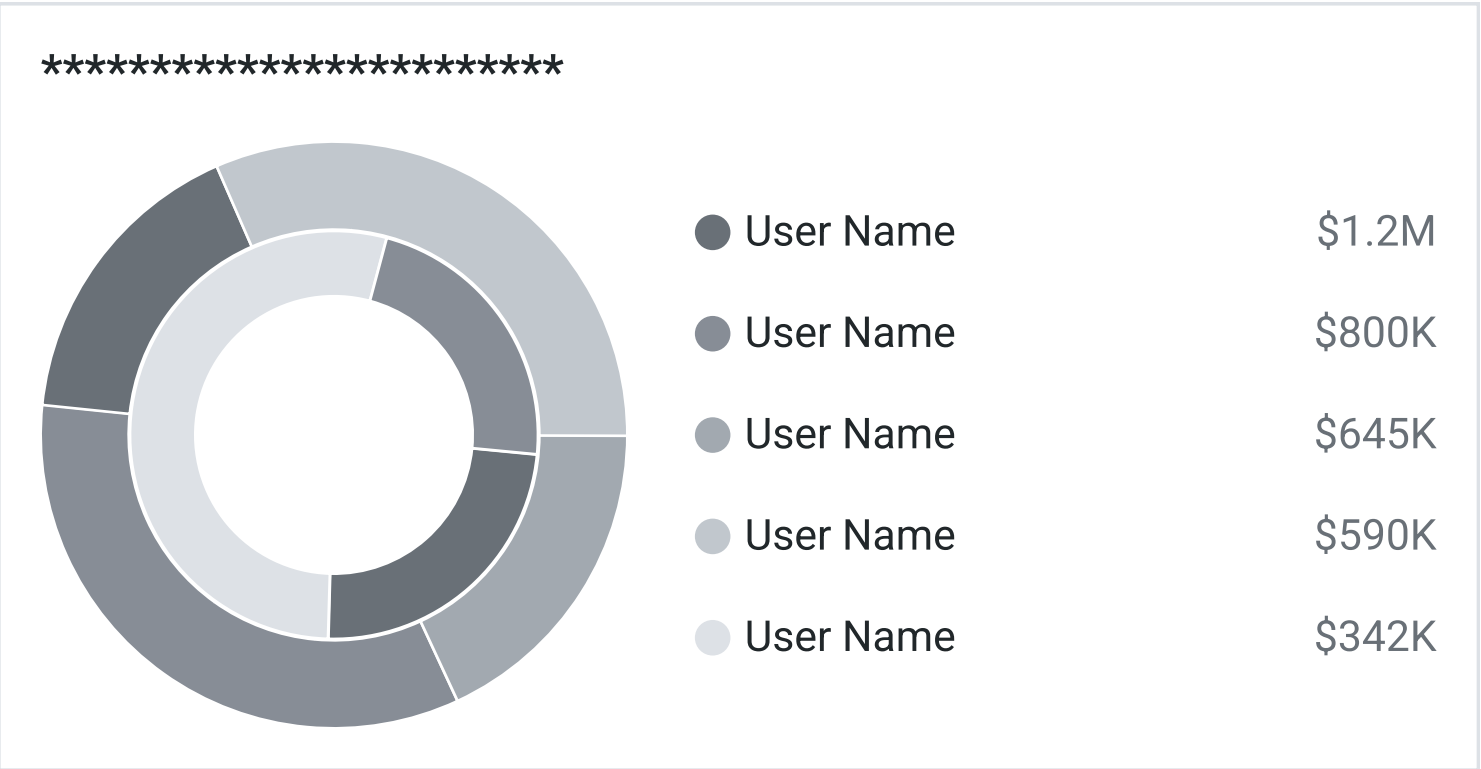 ************************
User Name $1.2M
User Name $800K
User Name $645K
User Name $590K
User Name $342K